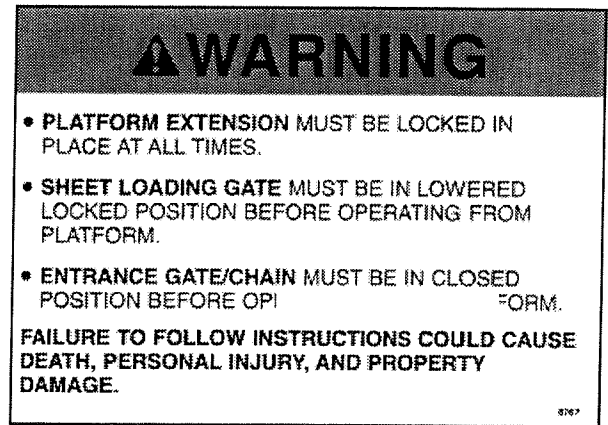 WARNING
• PLATFORM EXTENSION MUST BE LOCKED IN
PLACE AT ALL TIMES.
• SHEET LOADING GATE MUST BE IN LOWERED
LOCKED POSITION BEFORE OPERATING FROM
PLATFORM.
• ENTRANCE GATE/CHAIN MUST BE IN CLOSED
POSITION BEFORE
FAILURE TO FOLLOW INSTRUCTIONS COULD CAUSE
DEATH, PERSONAL INJURY, AND PROPERTY
DAMAGE.